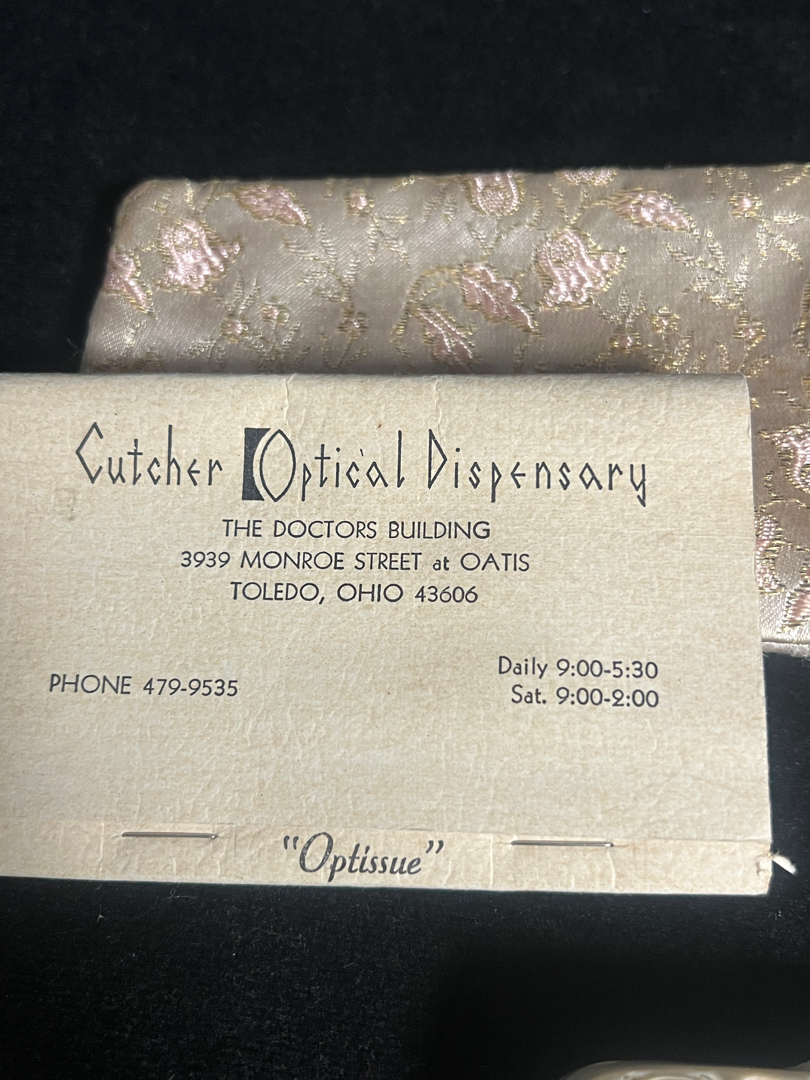 Cutcher Optical Dispensary
THE DOCTORS BUILDING
3939 MONROE STREET at OATIS
TOLEDO, OHIO 43606
PHONE 479-9535
Daily 9:00-5:30
Sat. 9:00-2:00
"Optissue"